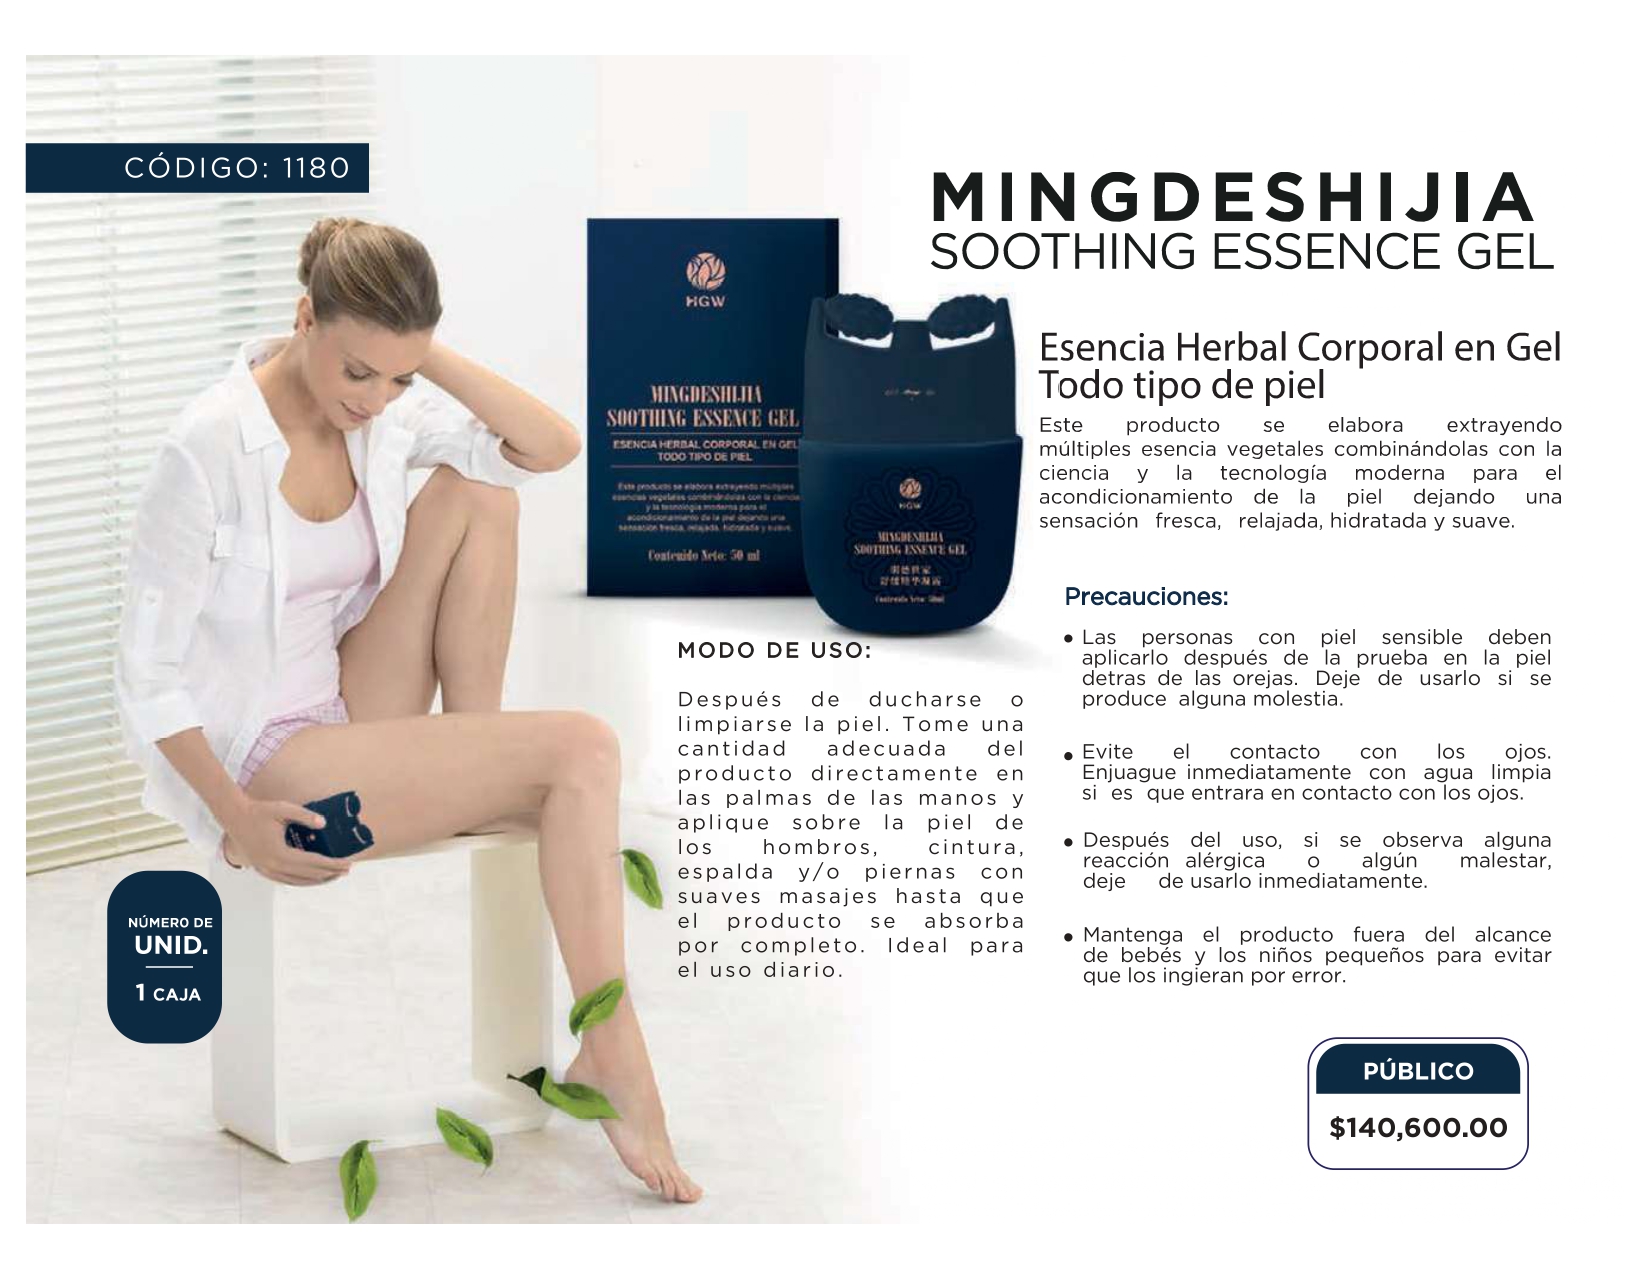 CÓDIGO: 1180
MINGDESHIJIA
SOOTHING ESSENCE GEL
Esencia Herbal Corporal en Gel
Todo tipo de piel
Este producto se elabora extrayendo
múltiples esencia vegetales combinándolas con la
ciencia y la tecnología moderna para el
acondicionamiento de la piel dejando una
sensación fresca, relajada, hidratada y suave.
HGW
MINGDESHIJIA
SOOTHING ESSENCE GEL
ESENCIA HERBAL CORPORAL EN GEL
TODO TIPO DE PIEL
Este producto se elabora extrayendo múltiples
esencias vegetales combinándolas con la ciencia
y la tecnología moderna para el
acondicionamiento de la piel dejando una
sensación fresca, relajada, hidratada y suave.
Contenido Neto: 50 ml
HGW
MINGDESHIJIA
SOOTHING ESSENCE GEL
Contenido Neto: 50ml
MODO DE USO:
Después de ducharse o
limpiarse la piel. Tome una
cantidad adecuada del
producto directamente en
las palmas de las manos y
aplique sobre la piel de
los hombros, cintura,
espalda y/o piernas con
suaves masajes hasta que
el producto se absorba
por completo. Ideal para
el uso diario.
Precauciones:
• Las personas con piel sensible deben
aplicarlo después de la prueba en la piel
detras de las orejas. Deje de usarlo si se
produce alguna molestia.
• Evite el contacto con los ojos.
Enjuague inmediatamente con agua limpia
si es que entrara en contacto con los ojos.
• Después del uso, si se observa alguna
reacción alérgica o algún malestar,
deje de usarlo inmediatamente.
• Mantenga el producto fuera del alcance
de bebés y los niños pequeños para evitar
que los ingieran por error.
NÚMERO DE
UNID.
1 CAJA
PÚBLICO
$140,600.00